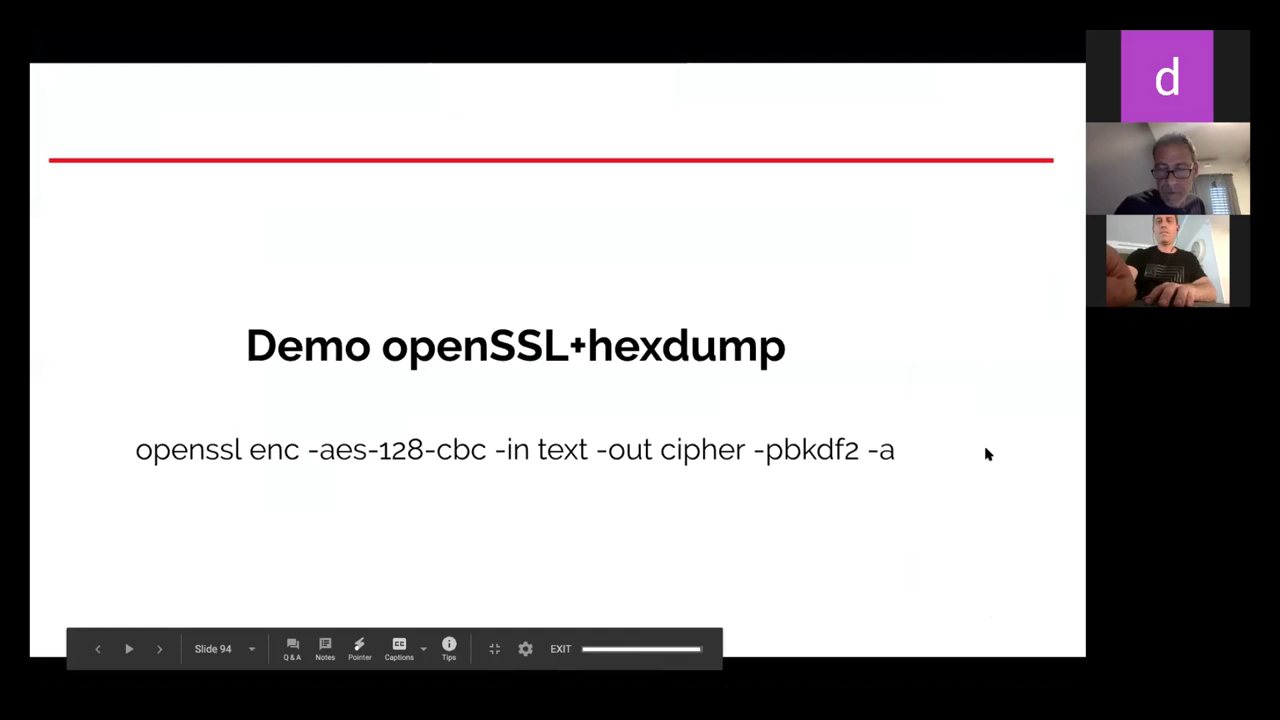 d
Demo openSSL+hexdump
openssl enc -aes-128-cbc -in text -out cipher -pbkdf2 -a
Slide 94
Q & A
Notes
Pointer
CC
Captions
Tips
EXIT